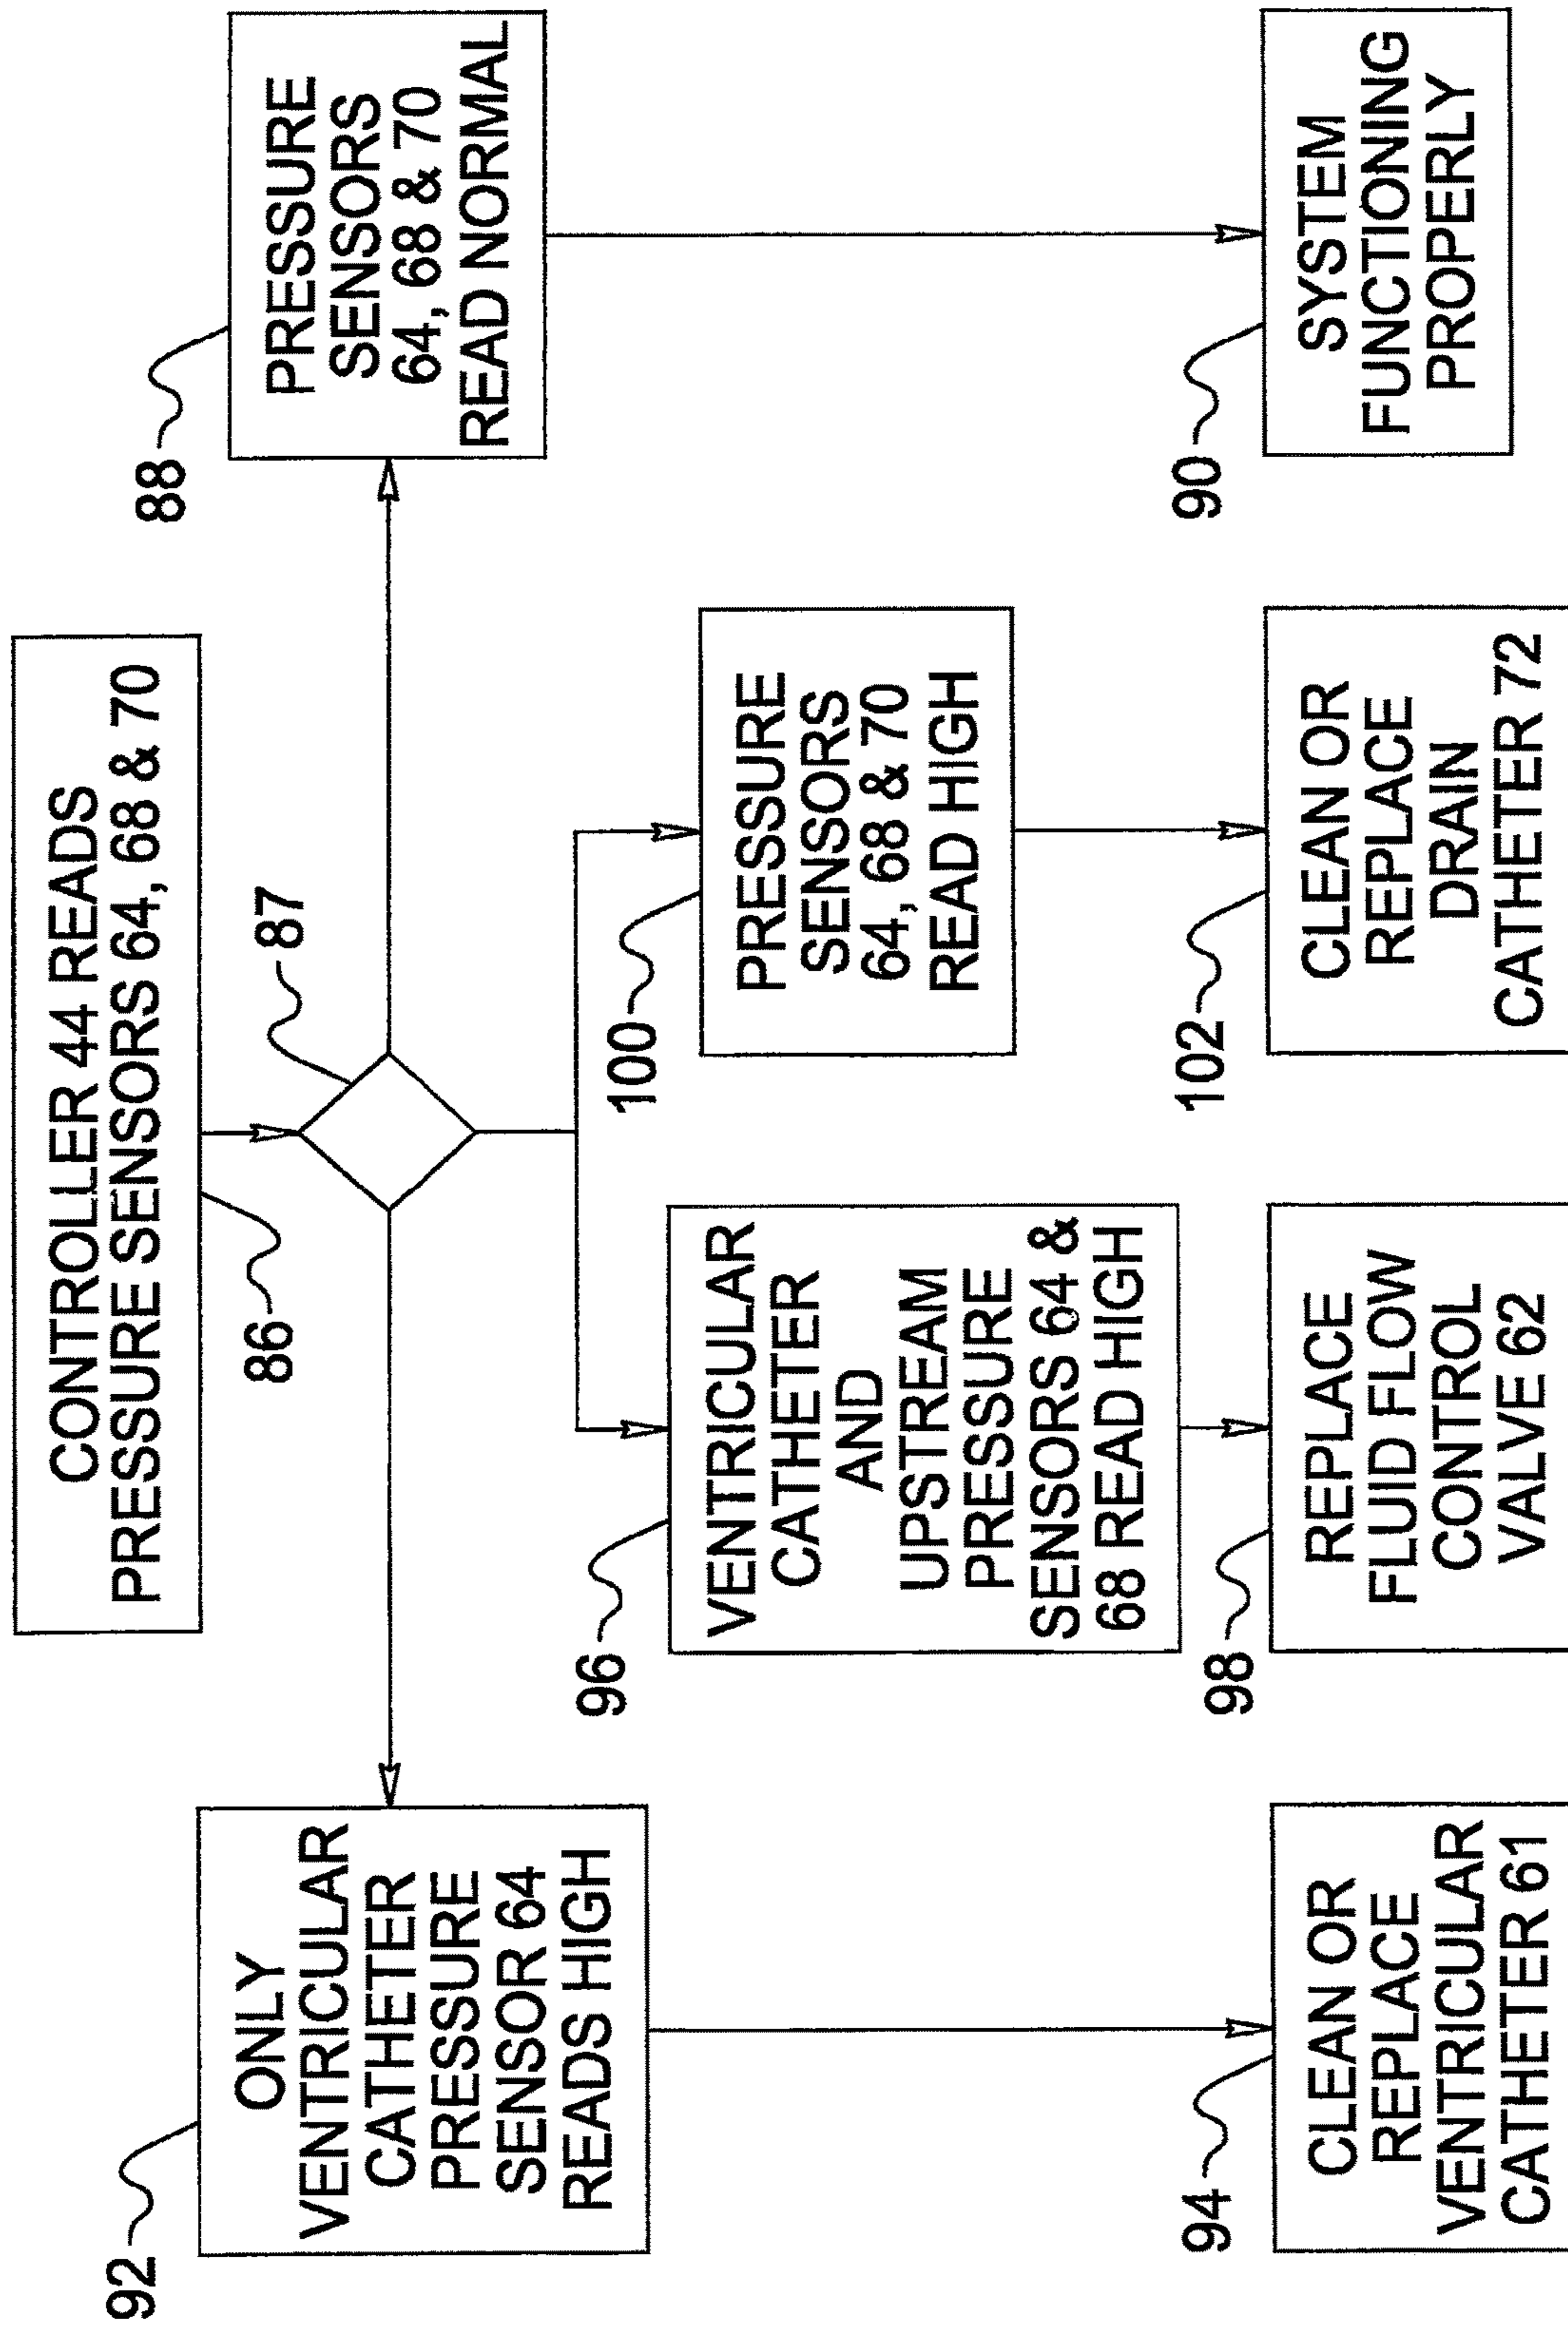 CONTROLLER 44 READS
PRESSURE SENSORS 64, 68 & 70
86
87
88
PRESSURE
SENSORS
64, 68 & 70
READ NORMAL
92
ONLY
VENTRICULAR
CATHETER
PRESSURE
SENSOR 64
READS HIGH
96
VENTRICULAR
CATHETER
AND
UPSTREAM
PRESSURE
SENSORS 64 &
68 READ HIGH
100
PRESSURE
SENSORS
64, 68 & 70
READ HIGH
94
CLEAN OR
REPLACE
VENTRICULAR
CATHETER 61
98
REPLACE
FLUID FLOW
CONTROL
VALVE 62
102
CLEAN OR
REPLACE
DRAIN
CATHETER 72
90
SYSTEM
FUNCTIONING
PROPERLY